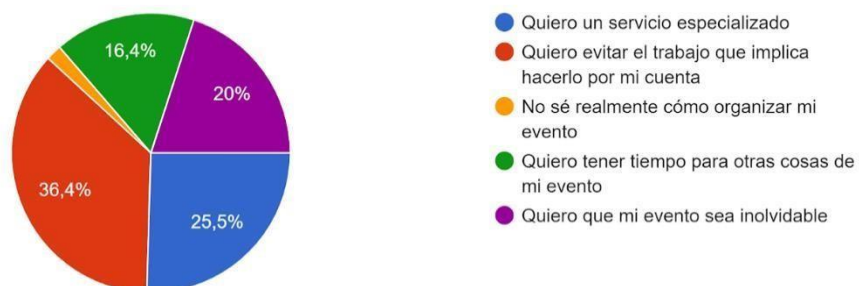 16,4%
20%
36,4%
25,5%
Quiero un servicio especializado
Quiero evitar el trabajo que implica
hacerlo por mi cuenta
No sé realmente cómo organizar mi
evento
Quiero tener tiempo para otras cosas de
mi evento
Quiero que mi evento sea inolvidable